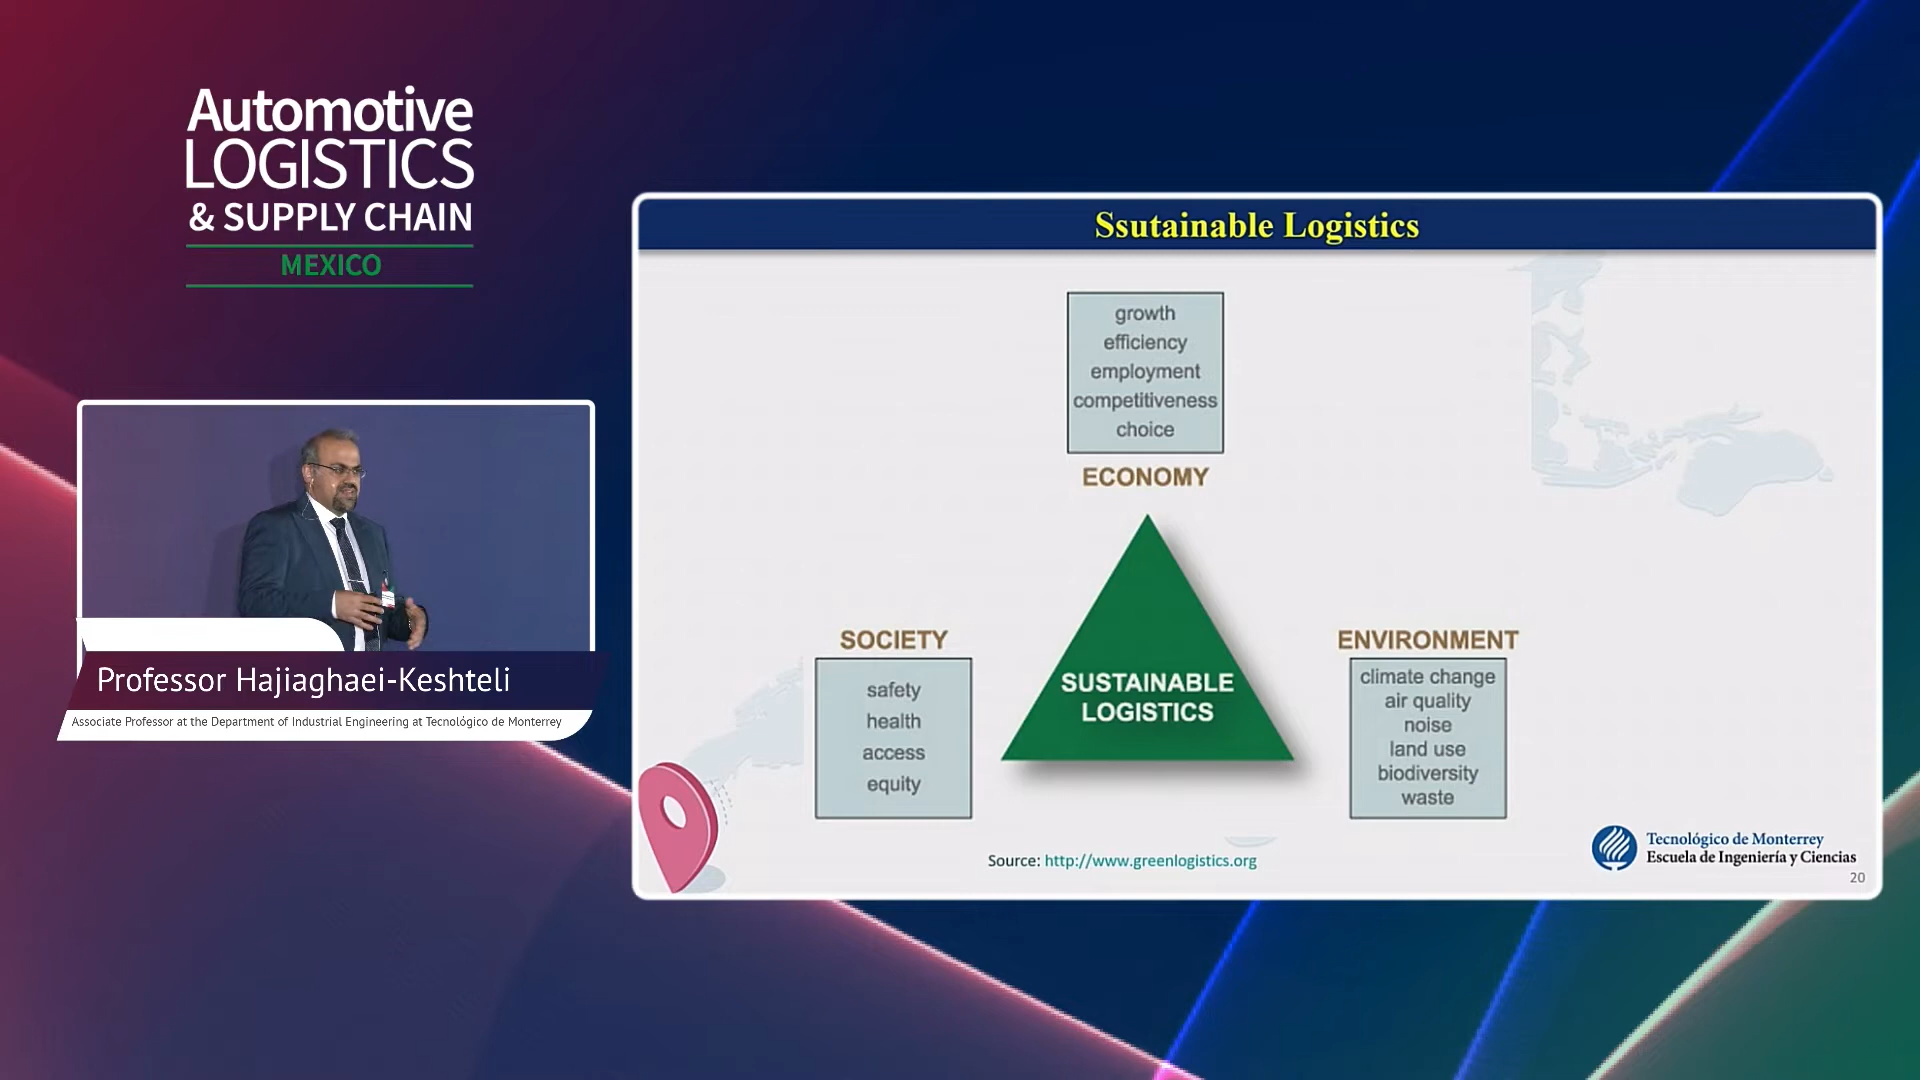 Automotive
LOGISTICS
& SUPPLY CHAIN
MEXICO
Professor Hajiaghaei-Keshteli
Associate Professor at the Department of Industrial Engineering at Tecnológico de Monterrey
Ssutainable Logistics
growth
efficiency
employment
competitiveness
choice
ECONOMY
SOCIETY
safety
health
access
equity
SUSTAINABLE
LOGISTICS
ENVIRONMENT
climate change
air quality
noise
land use
biodiversity
waste
Source: http://www.greenlogistics.org
Tecnológico de Monterrey
Escuela de Ingeniería y Ciencias
20